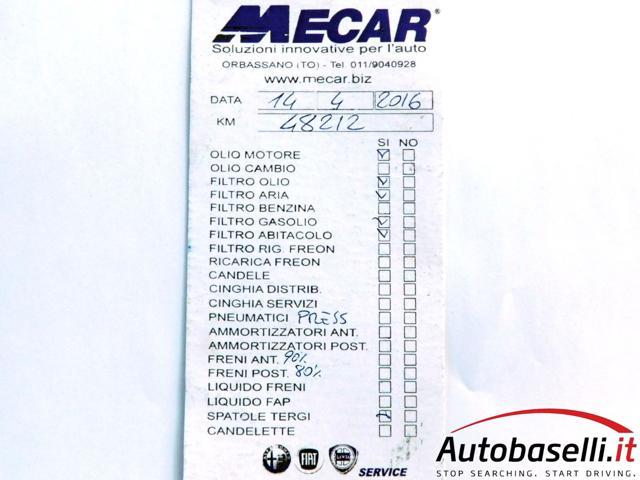 MECAR
Soluzioni innovative per l'auto
ORBASSANO (TO) - Tel. 011/9040928
www.mecar.biz
DATA 14 4 2016
KM 48212
SI NO
OLIO MOTORE
OLIO CAMBIO
FILTRO OLIO
FILTRO ARIA
FILTRO BENZINA
FILTRO GASOLIO
FILTRO ABITACOLO
FILTRO RIG. FREON
RICARICA FREON
CANDELE
CINGHIA DISTRIB.
CINGHIA SERVIZI
PNEUMATICI PRESS
AMMORTIZZATORI ANT.
AMMORTIZZATORI POST.
FRENI ANT. 90%
FRENI POST. 80%
LIQUIDO FRENI
LIQUIDO FAP
SPATOLE TERGI
CANDELETTE
FIAT
SERVICE
Autobaselli.it
STOP SEARCHING. START DRIVING.